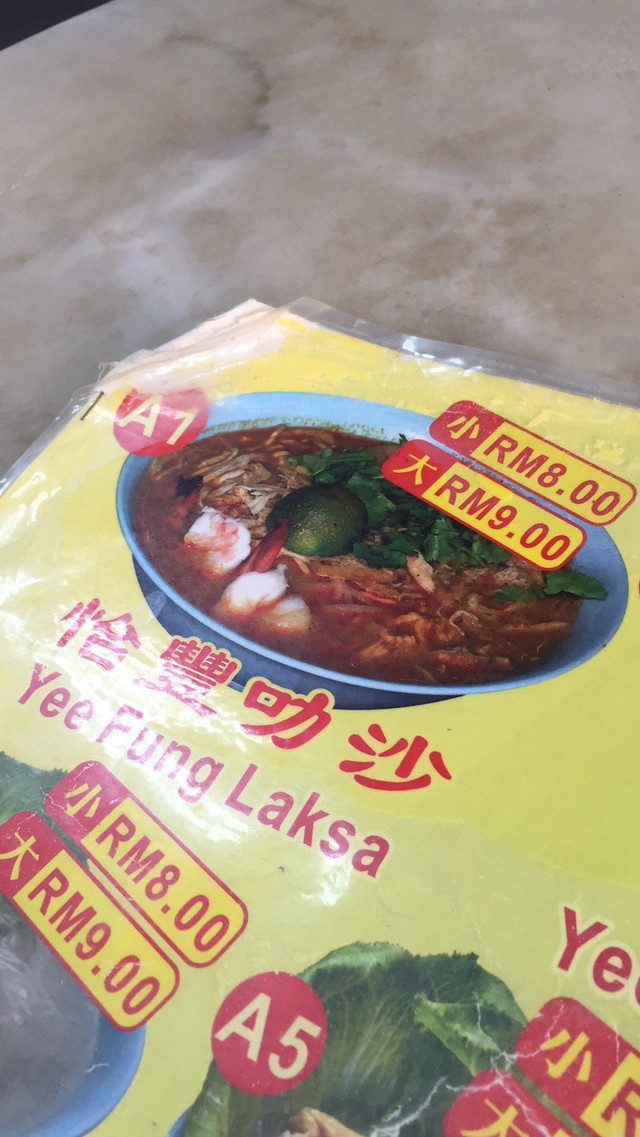 A1
小 RM8.00
大 RM9.00
怡豐叻沙
Yee Fung Laksa
小 RM8.00
大 RM9.00
A5
小
大